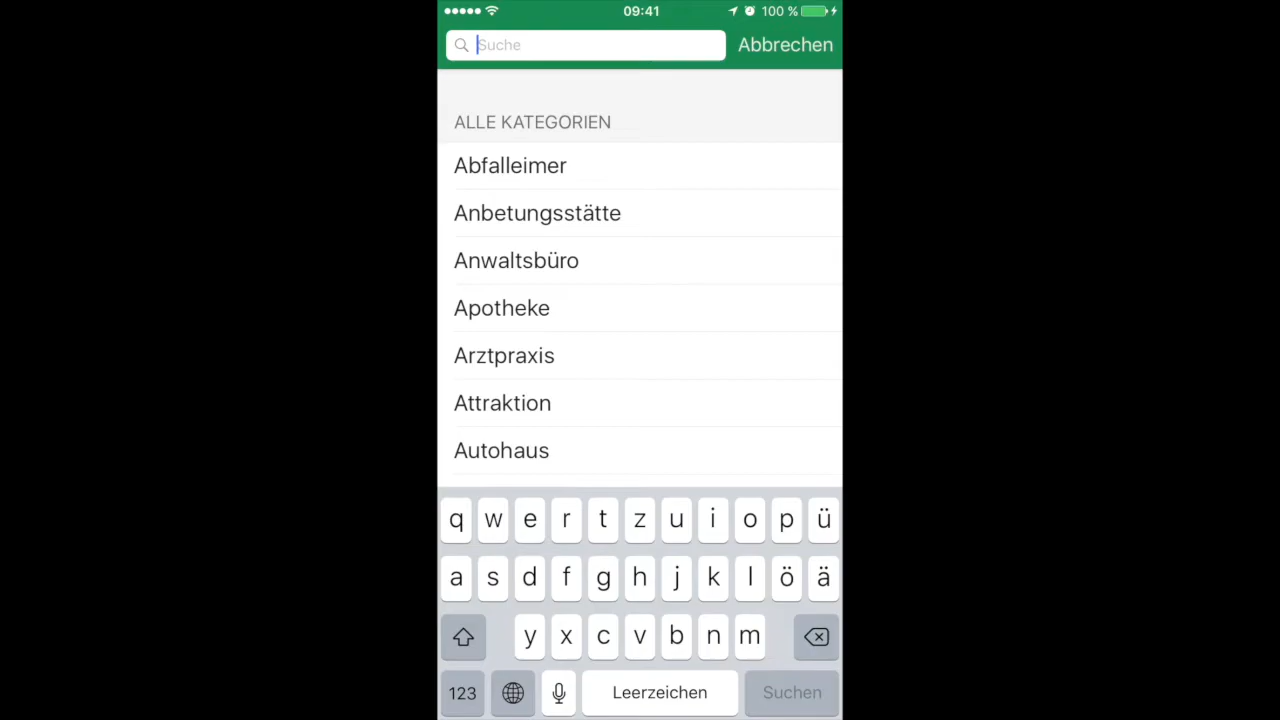 09:41
100 %
Suche
Abbrechen
ALLE KATEGORIEN
Abfalleimer
Anbetungsstätte
Anwaltsbüro
Apotheke
Arztpraxis
Attraktion
Autohaus
q w e r t z u i o p ü
a s d f g h j k l ö ä
y x c v b n m
123 Leerzeichen Suchen